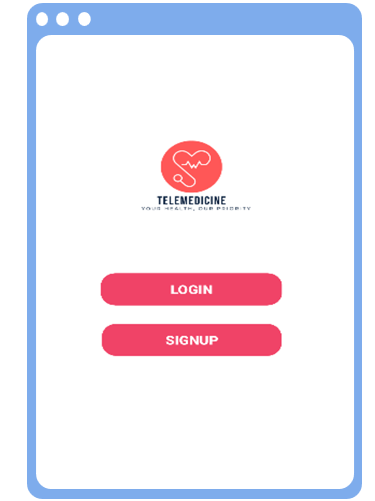 TELEMEDICINE
YOUR HEALTH, OUR PRIORITY
LOGIN
SIGNUP